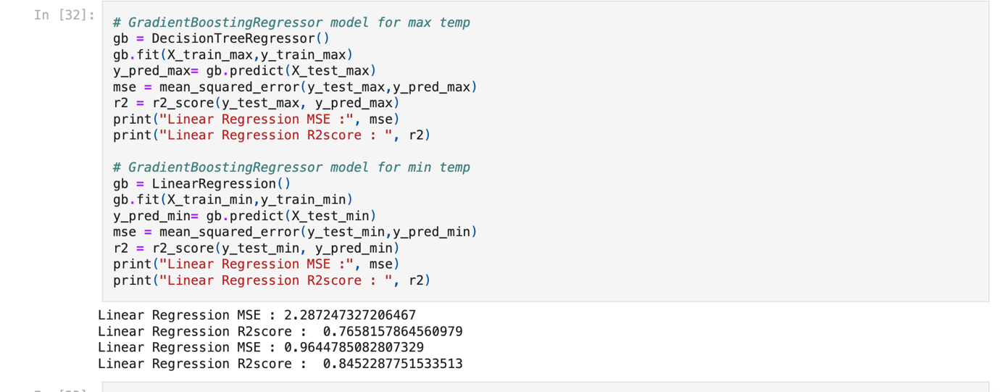 In [32]:
# GradientBoostingRegressor model for max temp
gb = DecisionTreeRegressor()
gb.fit(X_train_max,y_train_max)
y_pred_max= gb.predict(X_test_max)
mse = mean_squared_error(y_test_max,y_pred_max)
r2 = r2_score(y_test_max, y_pred_max)
print("Linear Regression MSE :", mse)
print("Linear Regression R2score : ", r2)
# GradientBoostingRegressor model for min temp
gb = LinearRegression()
gb.fit(X_train_min,y_train_min)
y_pred_min= gb.predict(X_test_min)
mse = mean_squared_error(y_test_min,y_pred_min)
r2 = r2_score(y_test_min, y_pred_min)
print("Linear Regression MSE :", mse)
print("Linear Regression R2score : ", r2)
Linear Regression MSE : 2.287247327206467
Linear Regression R2score :  0.7658157864560979
Linear Regression MSE : 0.9644785082807329
Linear Regression R2score :  0.8452287751533513